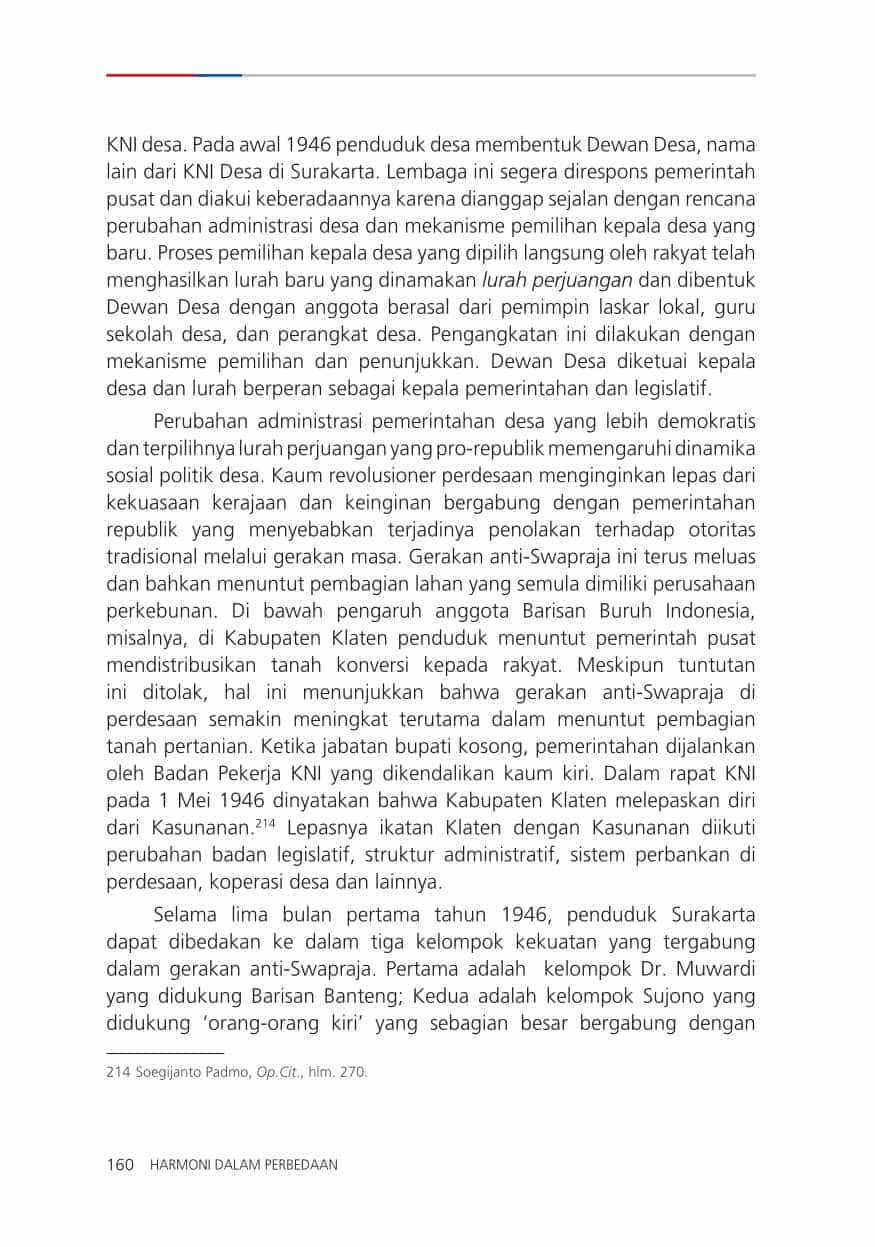 KNI desa. Pada awal 1946 penduduk desa membentuk Dewan Desa, nama
lain dari KNI Desa di Surakarta. Lembaga ini segera direspons pemerintah
pusat dan diakui keberadaannya karena dianggap sejalan dengan rencana
perubahan administrasi desa dan mekanisme pemilihan kepala desa yang
baru. Proses pemilihan kepala desa yang dipilih langsung oleh rakyat telah
menghasilkan lurah baru yang dinamakan lurah perjuangan dan dibentuk
Dewan Desa dengan anggota berasal dari pemimpin laskar lokal, guru
sekolah desa, dan perangkat desa. Pengangkatan ini dilakukan dengan
mekanisme pemilihan dan penunjukkan. Dewan Desa diketuai kepala
desa dan lurah berperan sebagai kepala pemerintahan dan legislatif.
Perubahan administrasi pemerintahan desa yang lebih demokratis
dan terpilihnya lurah perjuangan yang pro-republik memengaruhi dinamika
sosial politik desa. Kaum revolusioner perdesaan menginginkan lepas dari
kekuasaan kerajaan dan keinginan bergabung dengan pemerintahan
republik yang menyebabkan terjadinya penolakan terhadap otoritas
tradisional melalui gerakan masa. Gerakan anti-Swapraja ini terus meluas
dan bahkan menuntut pembagian lahan yang semula dimiliki perusahaan
perkebunan. Di bawah pengaruh anggota Barisan Buruh Indonesia,
misalnya, di Kabupaten Klaten penduduk menuntut pemerintah pusat
mendistribusikan tanah konversi kepada rakyat. Meskipun tuntutan
ini ditolak, hal ini menunjukkan bahwa gerakan anti-Swapraja di
perdesaan semakin meningkat terutama dalam menuntut pembagian
tanah pertanian. Ketika jabatan bupati kosong, pemerintahan dijalankan
oleh Badan Pekerja KNI yang dikendalikan kaum kiri. Dalam rapat KNI
pada 1 Mei 1946 dinyatakan bahwa Kabupaten Klaten melepaskan diri
dari Kasunanan.²¹⁴ Lepasnya ikatan Klaten dengan Kasunanan diikuti
perubahan badan legislatif, struktur administratif, sistem perbankan di
perdesaan, koperasi desa dan lainnya.
Selama lima bulan pertama tahun 1946, penduduk Surakarta
dapat dibedakan ke dalam tiga kelompok kekuatan yang tergabung
dalam gerakan anti-Swapraja. Pertama adalah  kelompok Dr. Muwardi
yang didukung Barisan Banteng; Kedua adalah kelompok Sujono yang
didukung ‘orang-orang kiri’ yang sebagian besar bergabung dengan
214 Soegijanto Padmo, Op.Cit., hlm. 270.
160 HARMONI DALAM PERBEDAAN